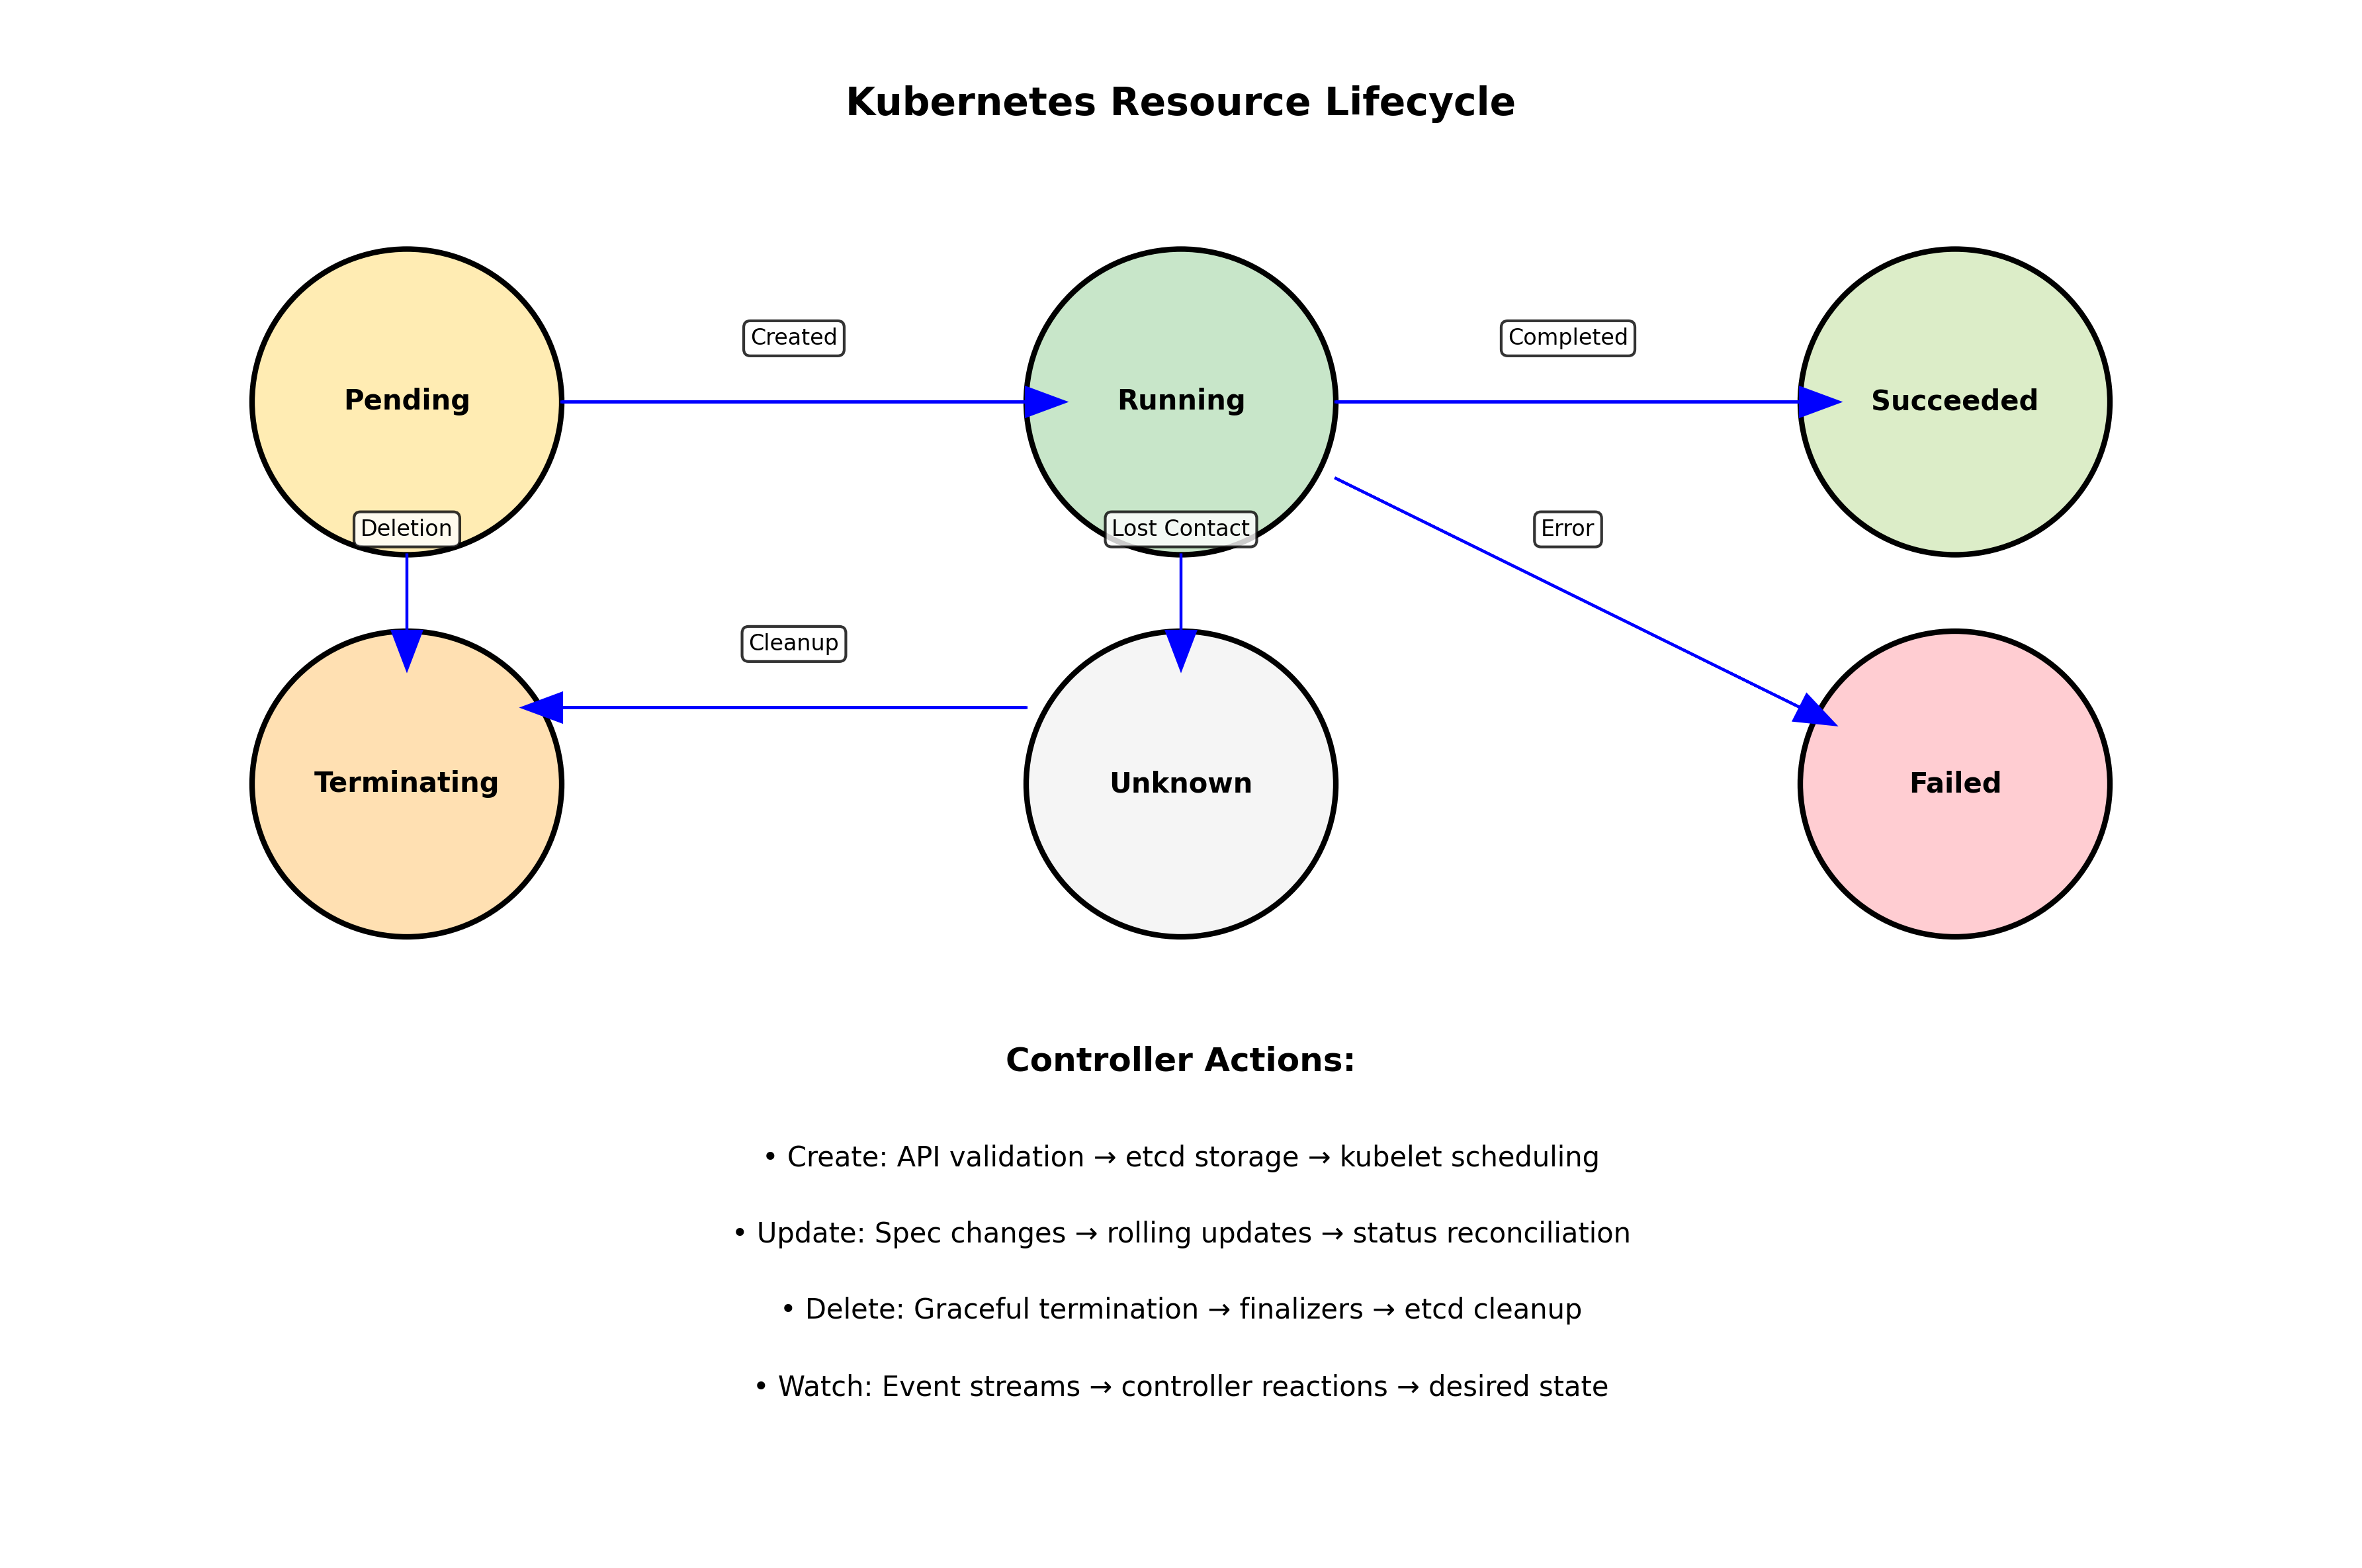 Kubernetes Resource Lifecycle
Created
Completed
Pending
Running
Succeeded
Deletion
Lost Contact
Error
Cleanup
Terminating
Unknown
Failed
Controller Actions:
• Create: API validation → etcd storage → kubelet scheduling
• Update: Spec changes → rolling updates → status reconciliation
• Delete: Graceful termination → finalizers → etcd cleanup
• Watch: Event streams → controller reactions → desired state